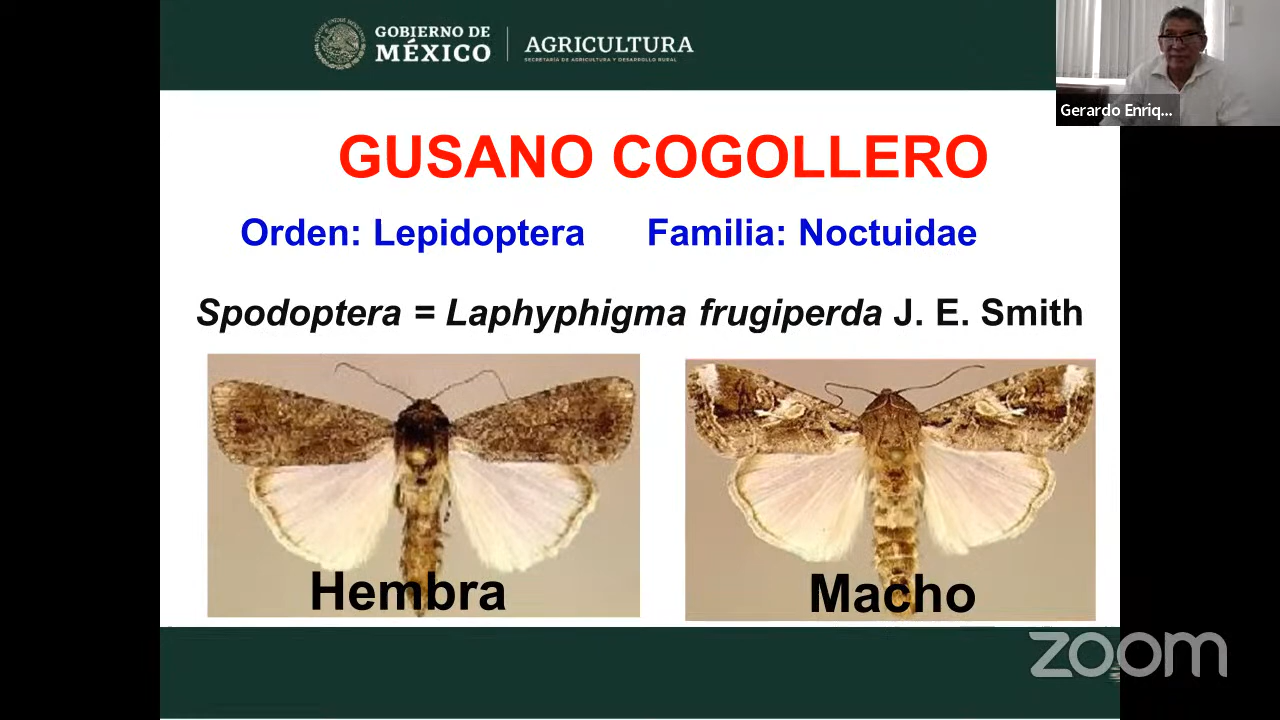 GOBIERNO DE
MÉXICO
AGRICULTURA
SECRETARÍA DE AGRICULTURA Y DESARROLLO RURAL
Gerardo Enriq...
GUSANO COGOLLERO
Orden: Lepidoptera Familia: Noctuidae
Spodoptera = Laphyphigma frugiperda J. E. Smith
Hembra
Macho
zoom